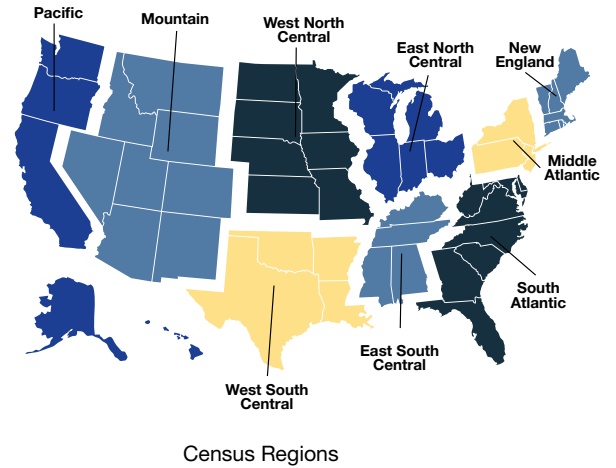 Pacific
Mountain
West North
Central
East North
Central
New
England
Middle
Atlantic
South
Atlantic
East South
Central
West South
Central
Census Regions